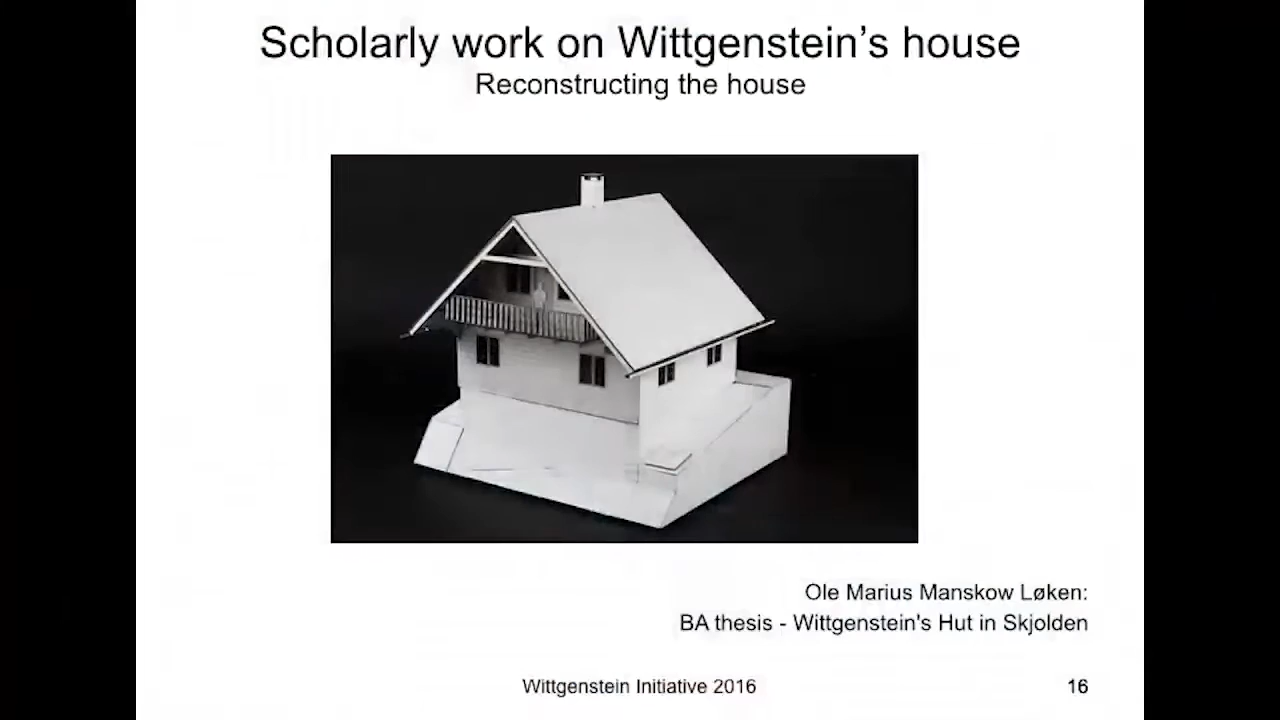 Scholarly work on Wittgenstein’s house
Reconstructing the house
Ole Marius Manskow Løken:
BA thesis - Wittgenstein's Hut in Skjolden
Wittgenstein Initiative 2016
16